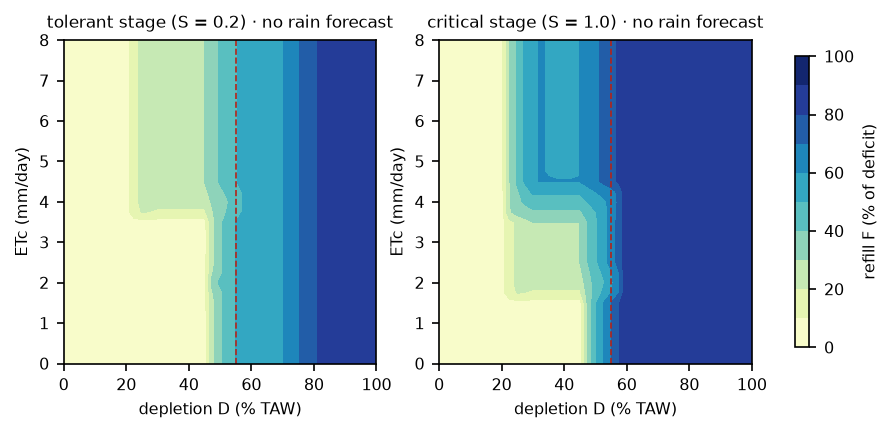 tolerant stage (S = 0.2) · no rain forecast
critical stage (S = 1.0) · no rain forecast
8
7
6
5
4
3
2
1
0
ETc (mm/day)
0 20 40 60 80 100
depletion D (% TAW)
8
7
6
5
4
3
2
1
0
ETc (mm/day)
0 20 40 60 80 100
depletion D (% TAW)
100
80
60
40
20
0
refill F (% of deficit)